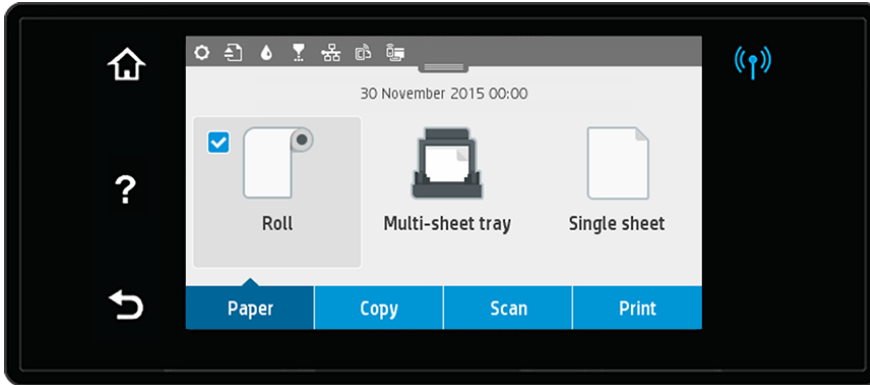 30 November 2015 00:00
Roll
Multi-sheet tray
Single sheet
?
Paper
Copy
Scan
Print